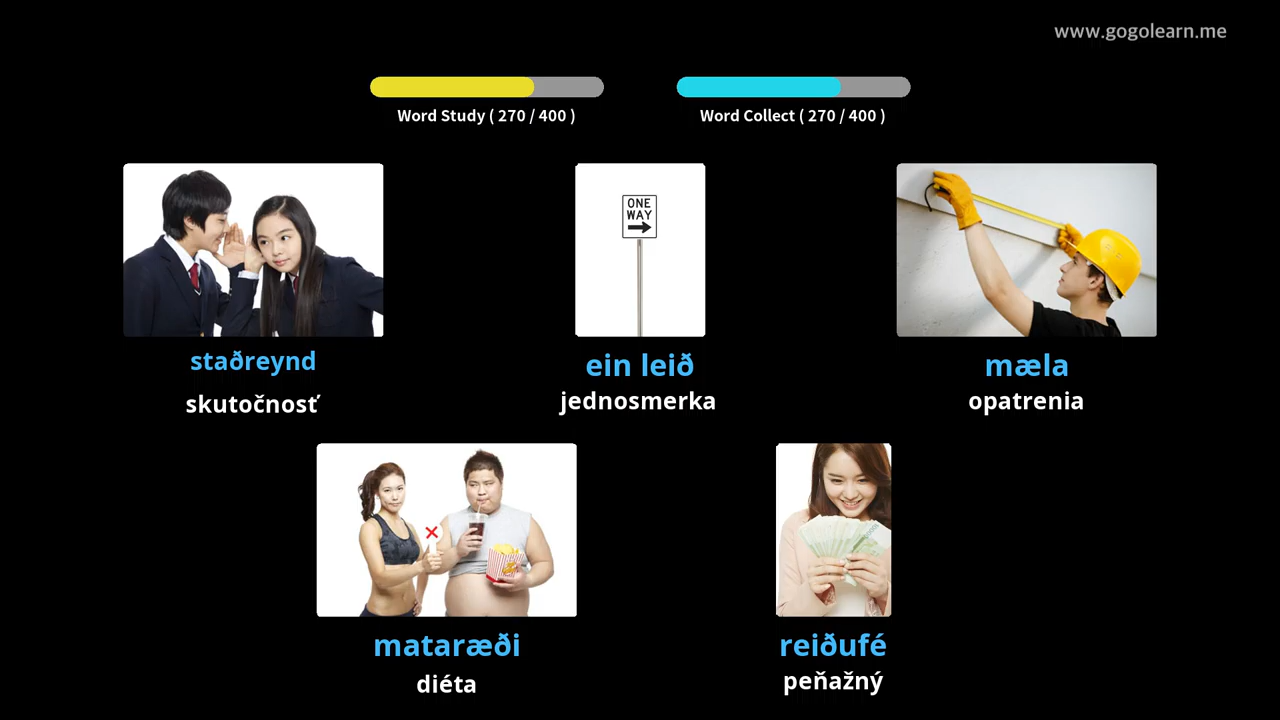 www.gogolearn.me
Word Study ( 270 / 400 )
Word Collect ( 270 / 400 )
ONE
WAY
staðreynd
skutočnosť
ein leið
jednosmerka
mæla
opatrenia
mataræði
diéta
reiðufé
peňažný